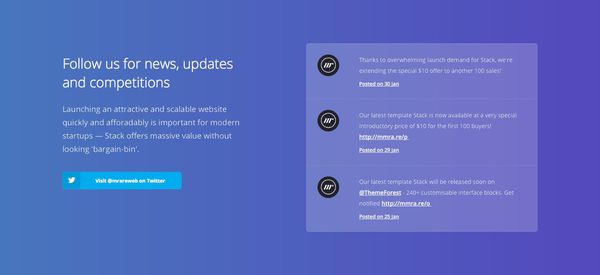 Follow us for news, updates
and competitions
Launching an attractive and scalable website
quickly and afforadably is important for modern
startups — Stack offers massive value without
looking 'bargain-bin'.
Visit @mrareweb on Twitter
mr
Thanks to overwhelming launch demand for Stack, we're
extending the special $10 offer to another 100 sales!
Posted on 30 Jan
mr
Our latest template Stack is now available at a very special
introductory price of $10 for the first 100 buyers!
http://mmra.re/p
Posted on 29 Jan
mr
Our latest template Stack will be released soon on
@ThemeForest - 240+ customisable interface blocks. Get
notified http://mmra.re/o
Posted on 25 Jan